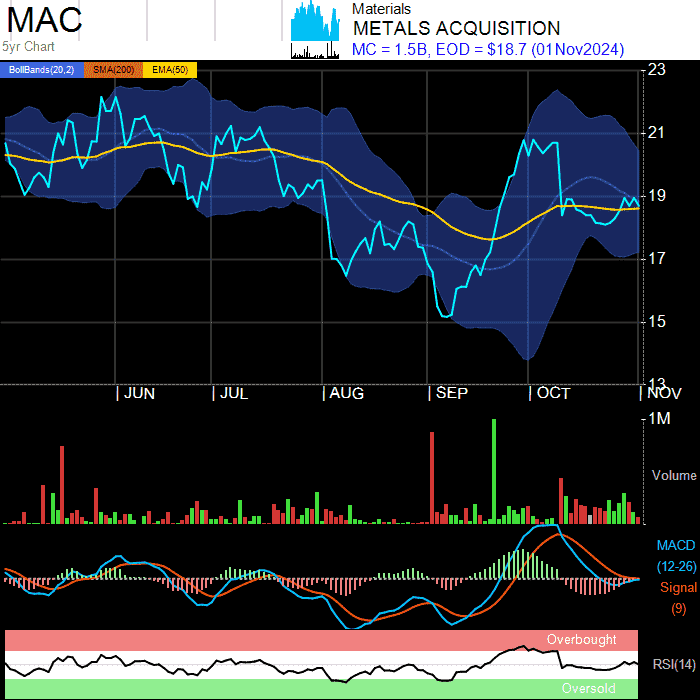 MAC
5yr Chart
Materials
METALS ACQUISITION
MC = 1.5B, EOD = $18.7 (01Nov2024)
BollBands(20,2) SMA(200) EMA(50)
23
21
19
17
15
13
JUN JUL AUG SEP OCT NOV
1M
Volume
MACD
(12-26)
Signal
(9)
Overbought
RSI(14)
Oversold